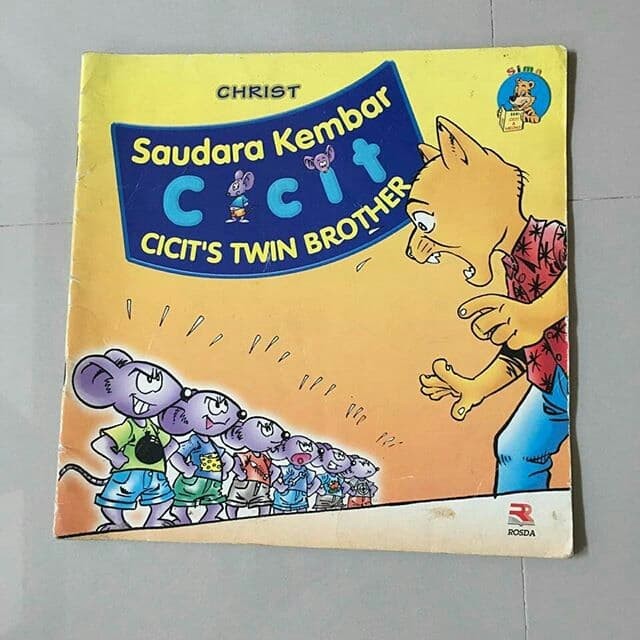 CHRIST
Sima
Saudara Kembar
Cicit
CICIT'S TWIN BROTHER
R
ROSDA